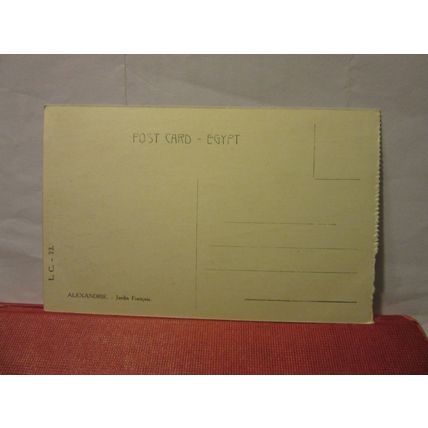 POST CARD - EGYPT
L. C. - 72.
ALEXANDRIE. - Jardin Français.